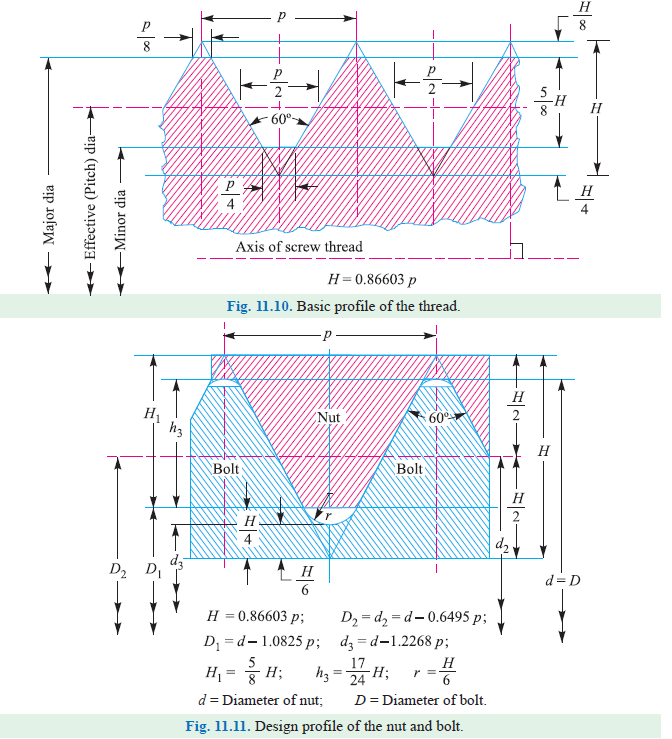 p
H/8
p/8
p/2
p/2
5/8 H
H
60°
p/4
H/4
Major dia
Effective (Pitch) dia
Minor dia
Axis of screw thread
H = 0.86603 p
Fig. 11.10. Basic profile of the thread.
p
H₁
h₃
Nut
60°
H/2
H
Bolt
Bolt
r
H/4
H/2
D₂
D₁
d₃
H/6
d₂
d = D
H = 0.86603 p; D₂ = d₂ = d – 0.6495 p;
D₁ = d – 1.0825 p; d₃ = d – 1.2268 p;
H₁ = 5/8 H; h₃ = 17/24 H; r = H/6
d = Diameter of nut; D = Diameter of bolt.
Fig. 11.11. Design profile of the nut and bolt.